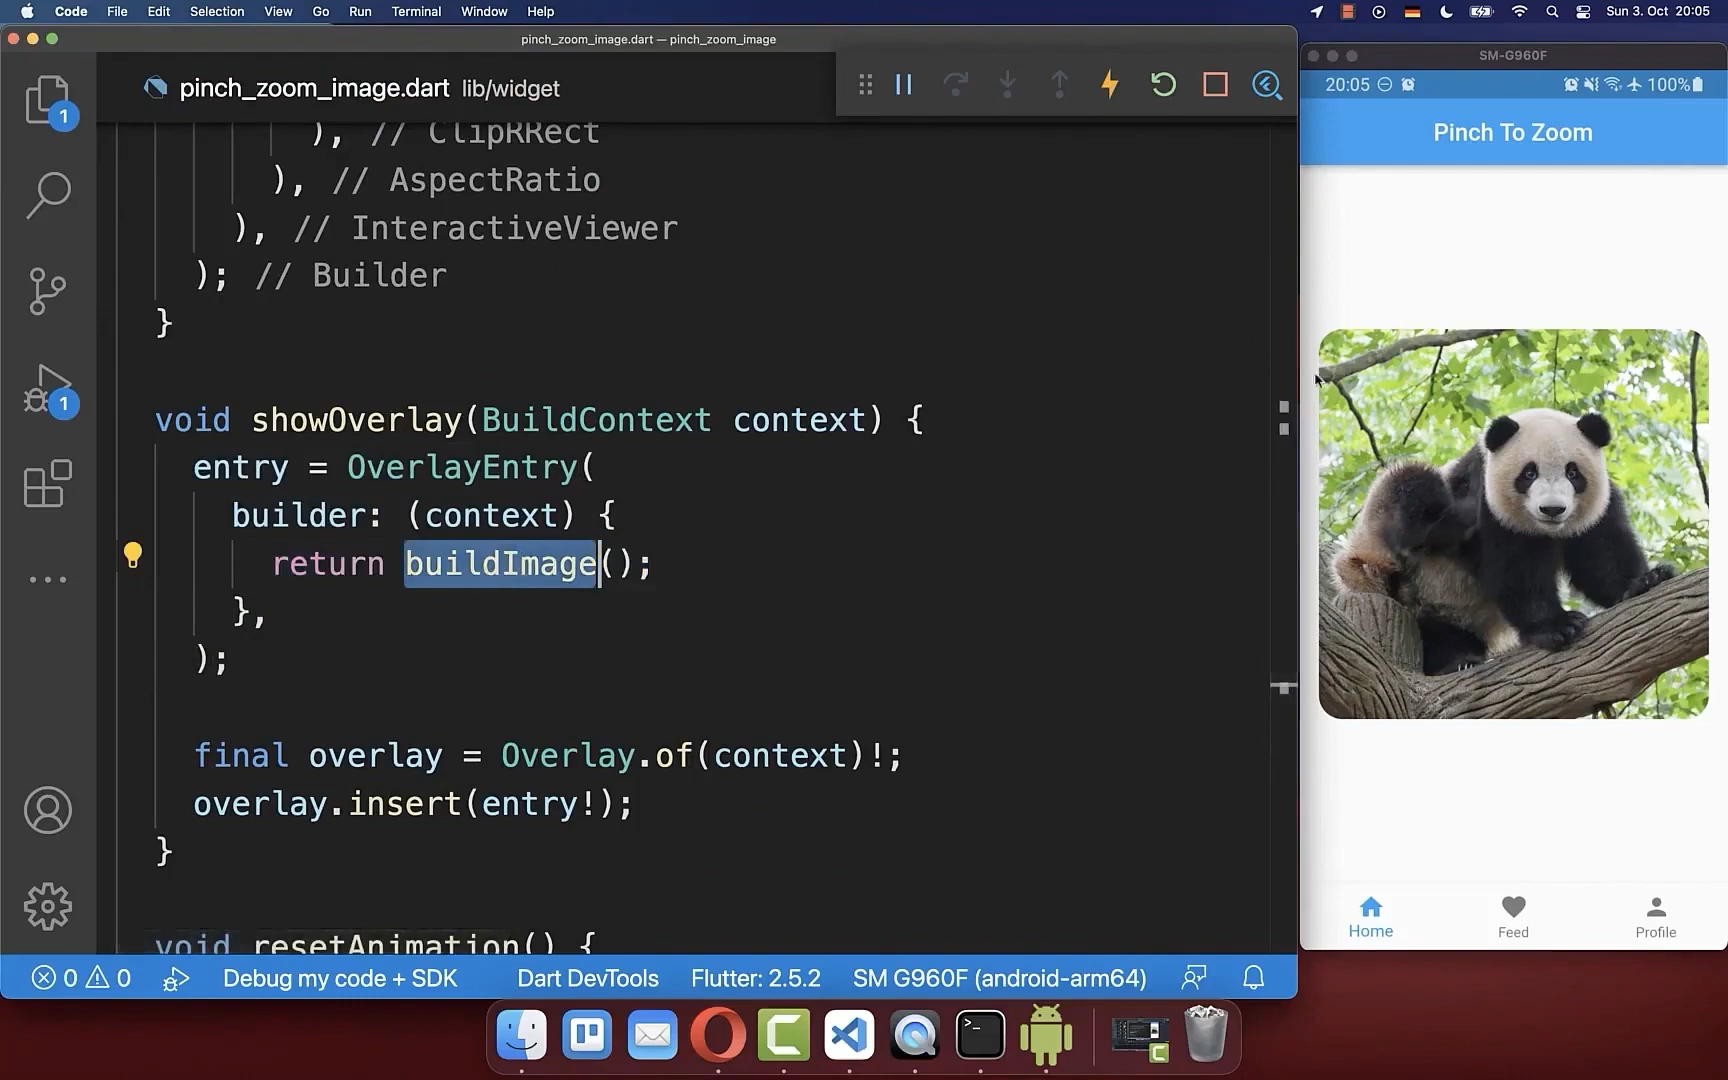 Code File Edit Selection View Go Run Terminal Window Help
Sun 3. Oct 20:05
pinch_zoom_image.dart — pinch_zoom_image
pinch_zoom_image.dart lib/widget
1
1
), // ClipRRect
), // AspectRatio
), // InteractiveViewer
); // Builder
}
void showOverlay(BuildContext context) {
entry = OverlayEntry(
builder: (context) {
return buildImage();
},
);
final overlay = Overlay.of(context)!;
overlay.insert(entry!);
}
void resetAnimation() {
0 0 Debug my code + SDK Dart DevTools Flutter: 2.5.2 SM G960F (android-arm64)
SM-G960F
20:05 100%
Pinch To Zoom
Home Feed Profile